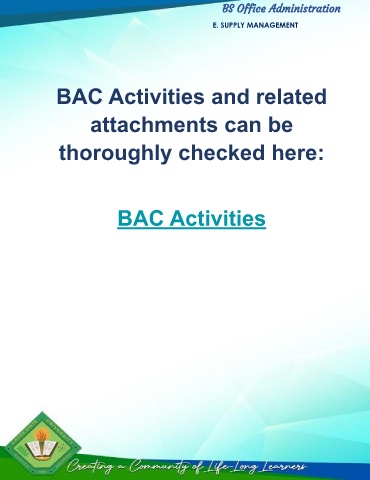 BS Office Administration
E. SUPPLY MANAGEMENT
BAC Activities and related
attachments can be
thoroughly checked here:
BAC Activities
Creating a Community of Life-Long Learners